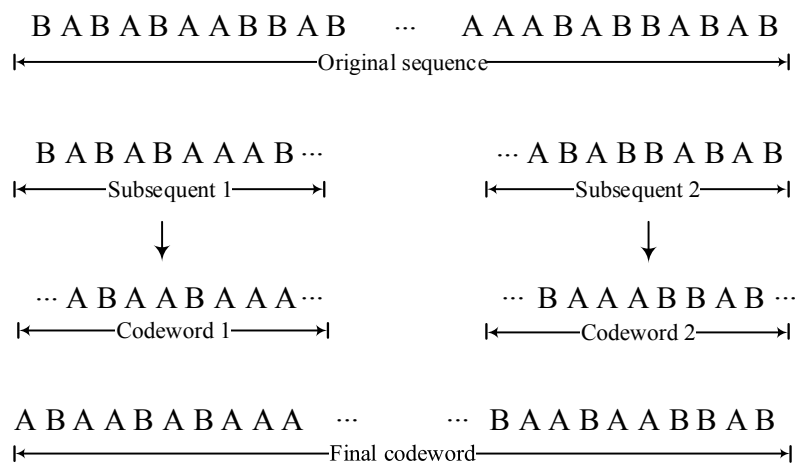 B A B A B A A B B A B ··· A A A B A B B A B A B
Original sequence
B A B A B A A A B ··· ··· A B A B B A B A B
Subsequent 1 Subsequent 2
··· A B A A B A A A ··· ··· B A A A B B A B ···
Codeword 1 Codeword 2
A B A A B A B A A A ··· ··· B A A B A A B B A B
Final codeword